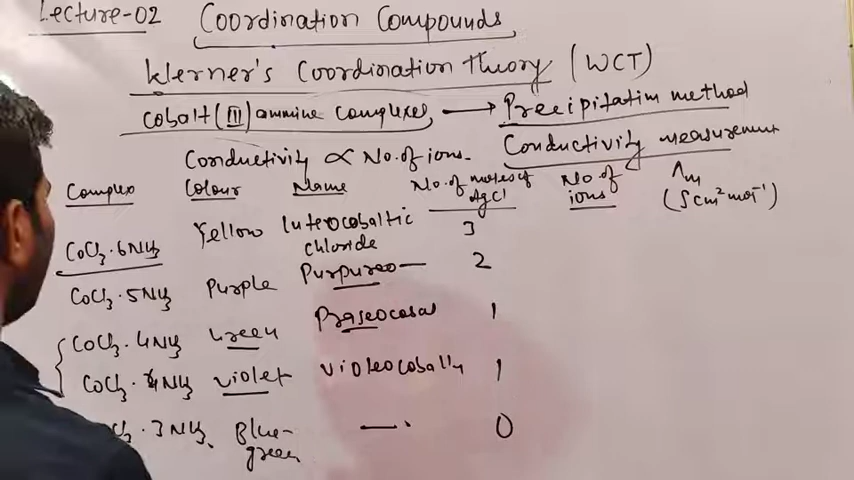 Lecture-02 Coordination Compounds
Werner's Coordination theory (WCT)
cobalt(III)ammine complexes → Precipitation method
Conductivity measurement
Conductivity ∝ No. of ions.
Complex Colour Name No. of moles of AgCl No of ions Λm (S cm² mol⁻¹)
CoCl₃·6NH₃ Yellow luterocobaltic chloride 3
CoCl₃·5NH₃ Purple Purpureo— 2
CoCl₃·4NH₃ Green Praseocobal 1
CoCl₃·4NH₃ violet 1
·3NH₃ Blue-green —· 0